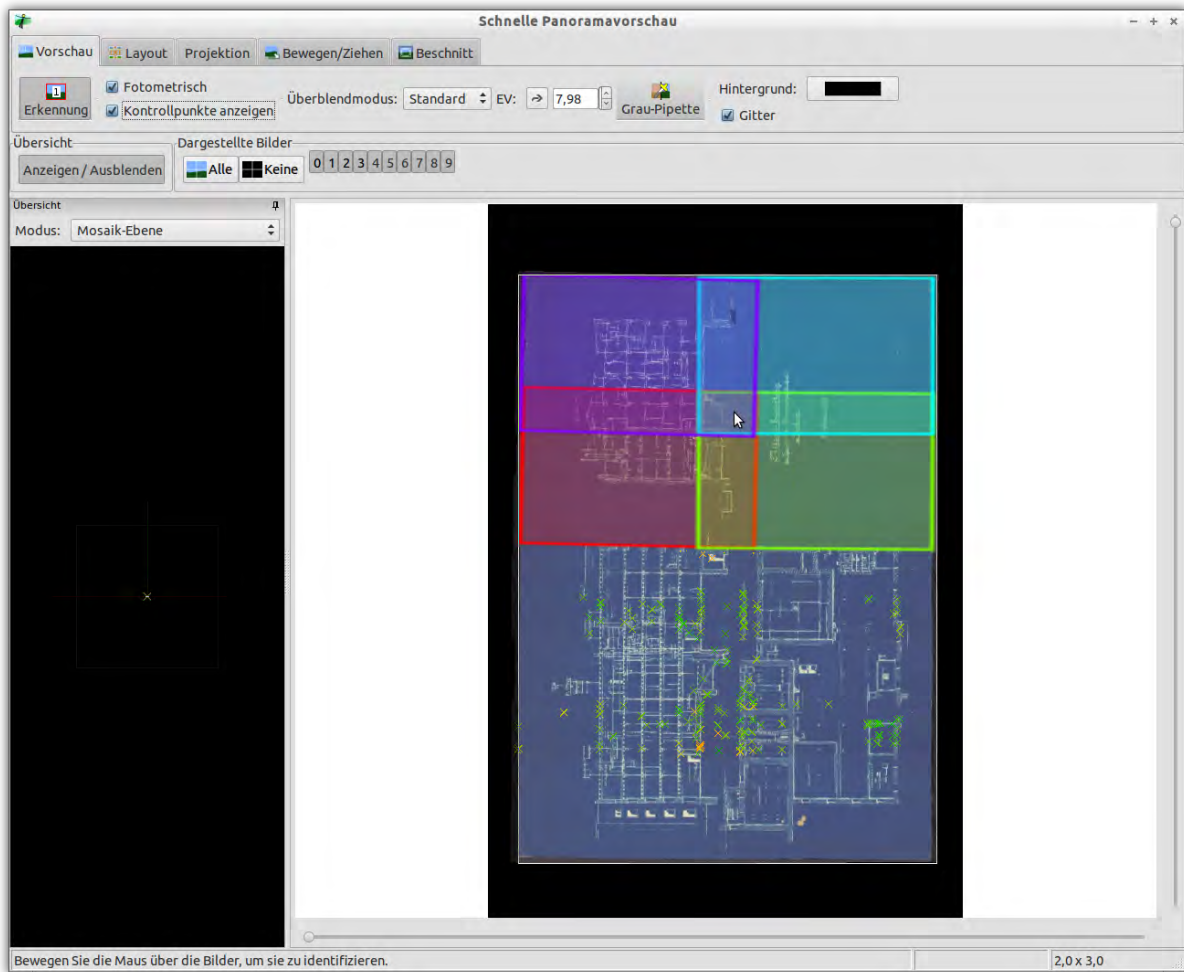 Schnelle Panoramavorschau
Vorschau Layout Projektion Bewegen/Ziehen Beschnitt
1
Erkennung
Fotometrisch
Kontrollpunkte anzeigen
Überblendmodus: Standard EV: 7,98
Grau-Pipette
Hintergrund:
Gitter
Übersicht
Anzeigen / Ausblenden
Dargestellte Bilder
Alle Keine 0 1 2 3 4 5 6 7 8 9
Übersicht
Modus: Mosaik-Ebene
Bewegen Sie die Maus über die Bilder, um sie zu identifizieren.
2,0 x 3,0